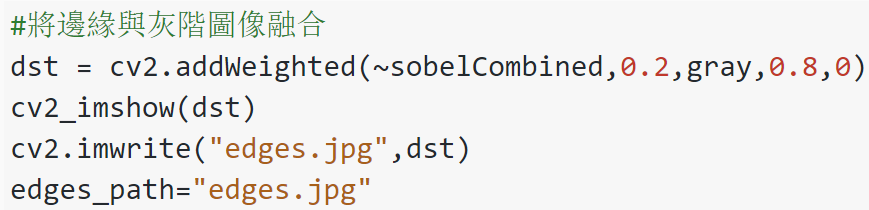 #將邊緣與灰階圖像融合
dst = cv2.addWeighted(~sobelCombined,0.2,gray,0.8,0)
cv2_imshow(dst)
cv2.imwrite("edges.jpg",dst)
edges_path="edges.jpg"